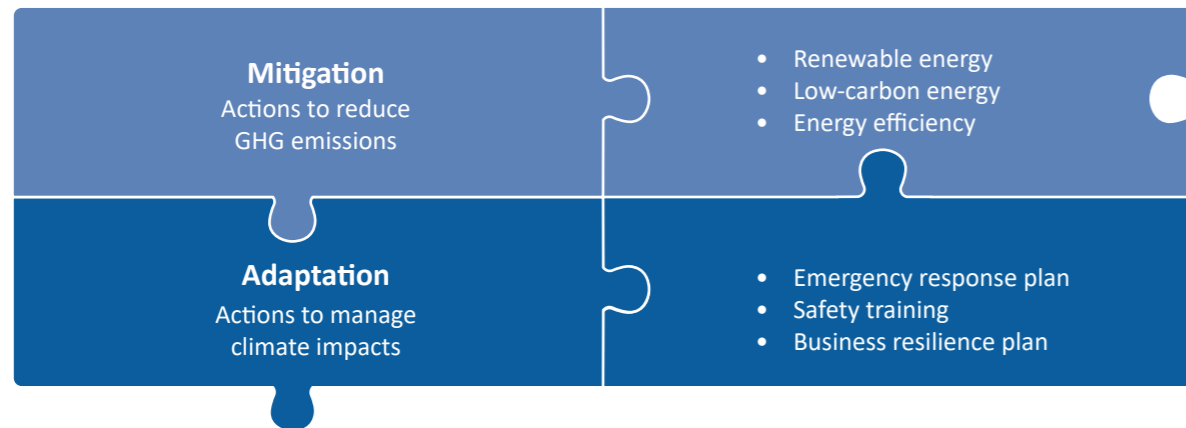 Mitigation
Actions to reduce
GHG emissions
• Renewable energy
• Low-carbon energy
• Energy efficiency
Adaptation
Actions to manage
climate impacts
• Emergency response plan
• Safety training
• Business resilience plan